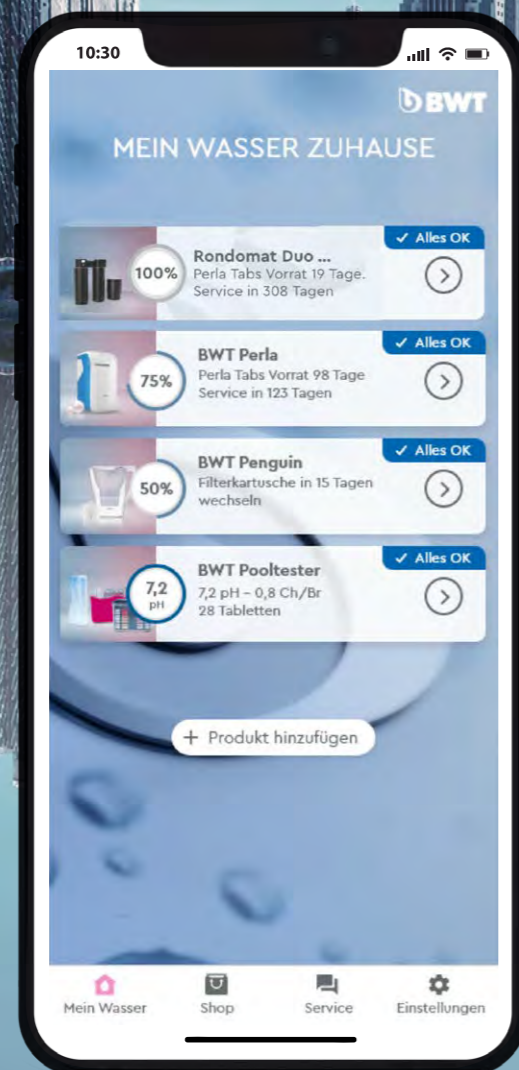 10:30
BWT
MEIN WASSER ZUHAUSE
✓ Alles OK
100%
Rondomat Duo ...
Perla Tabs Vorrat 19 Tage.
Service in 308 Tagen
✓ Alles OK
75%
BWT Perla
Perla Tabs Vorrat 98 Tage
Service in 123 Tagen
✓ Alles OK
50%
BWT Penguin
Filterkartusche in 15 Tagen
wechseln
✓ Alles OK
7,2
pH
BWT Pooltester
7,2 pH – 0,8 Ch/Br
28 Tabletten
+ Produkt hinzufügen
Mein Wasser Shop Service Einstellungen